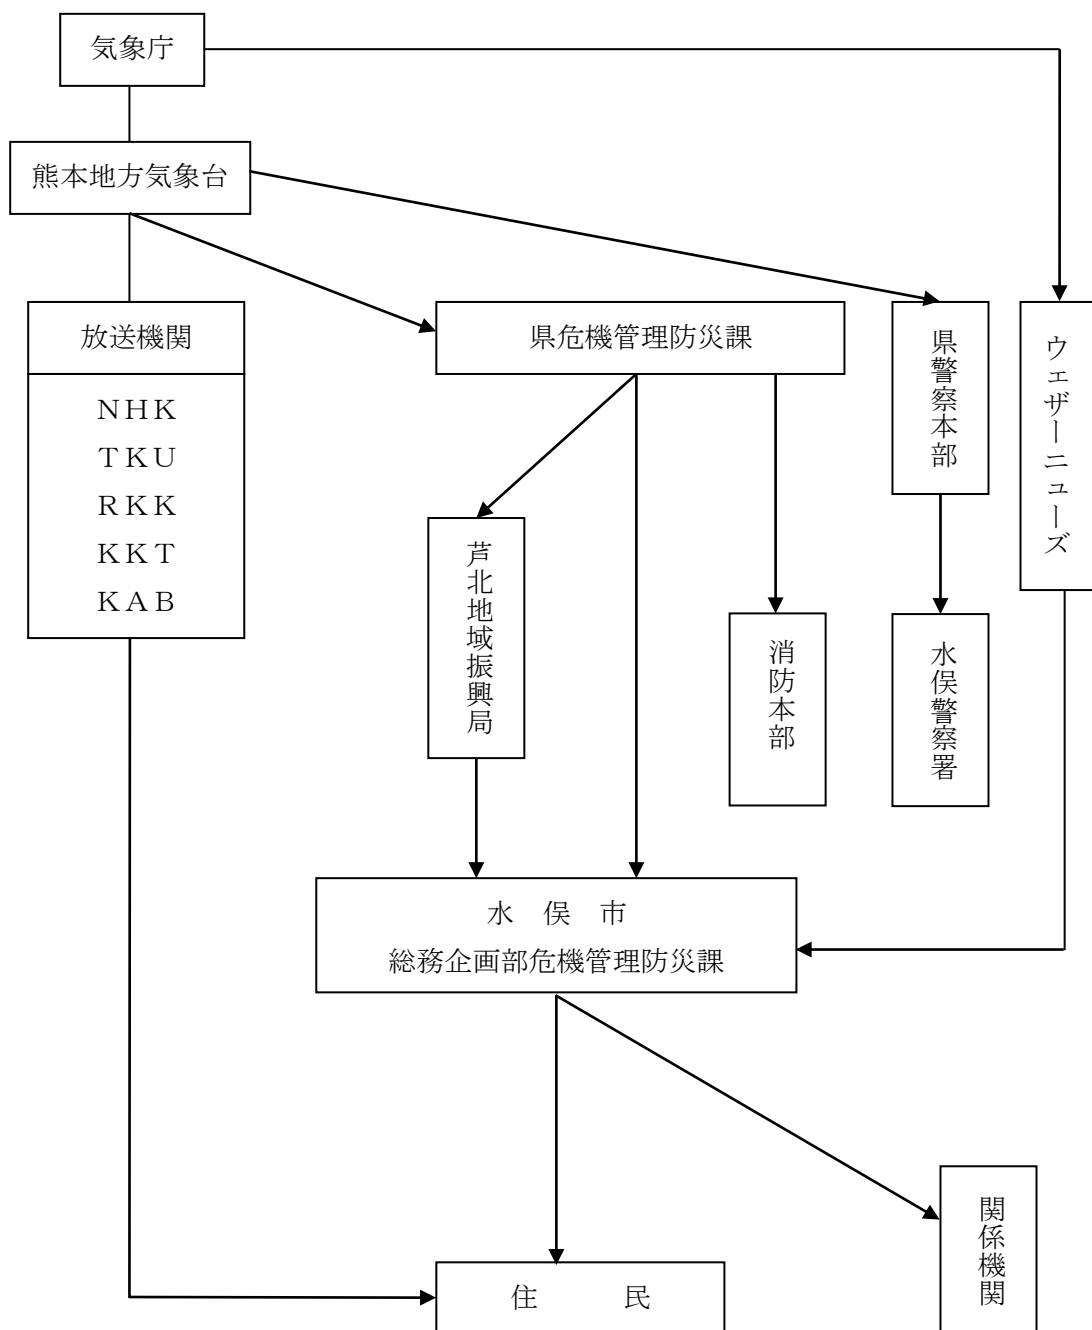 気象庁
熊本地方気象台
放送機関
ＮＨＫ
ＴＫＵ
ＲＫＫ
ＫＫＴ
ＫＡＢ
県危機管理防災課
県警察本部
ウェザーニューズ
芦北地域振興局
消防本部
水俣警察署
水　俣　市
総務企画部危機管理防災課
関係機関
住　　　民